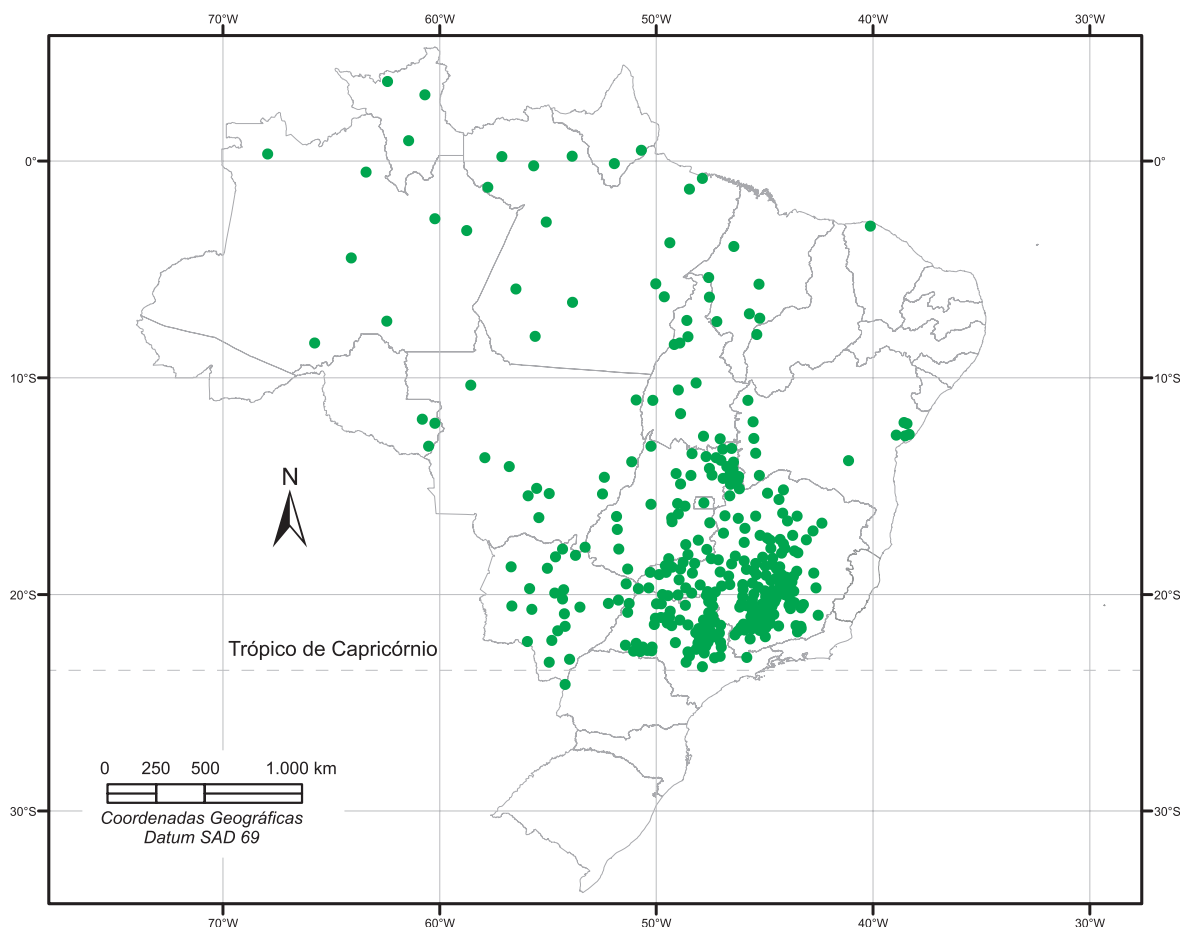 70°W 60°W 50°W 40°W 30°W
0° 0°
10°S 10°S
N
20°S 20°S
Trópico de Capricórnio
0 250 500 1.000 km
30°S 30°S
Coordenadas Geográficas
Datum SAD 69
70°W 60°W 50°W 40°W 30°W